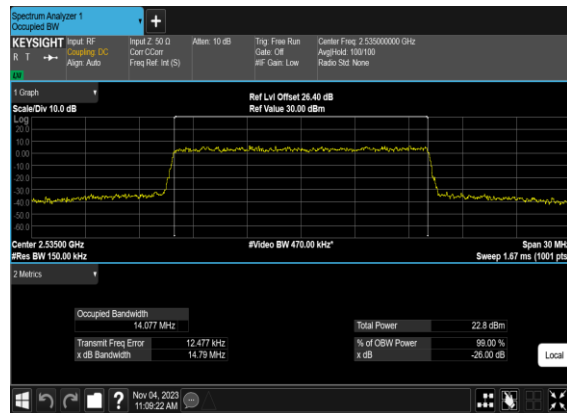 Spectrum Analyzer 1
Occupied BW
KEYSIGHT
R T
LV
Input: RF
Coupling: DC
Align: Auto
Input Z: 50 Ω
Corr CCorr
Freq Ref: Int (S)
Atten: 10 dB
Trig: Free Run
Gate: Off
#IF Gain: Low
Center Freq: 2.535000000 GHz
Avg|Hold: 100/100
Radio Std: None
1 Graph
Scale/Div 10.0 dB
Ref Lvl Offset 26.40 dB
Ref Value 30.00 dBm
Log
20.0
10.0
0.00
-10.0
-20.0
-30.0
-40.0
-50.0
-60.0
Center 2.53500 GHz
#Res BW 150.00 kHz
#Video BW 470.00 kHz*
Span 30 MHz
Sweep 1.67 ms (1001 pts)
2 Metrics
Occupied Bandwidth
14.077 MHz
Transmit Freq Error 12.477 kHz
x dB Bandwidth 14.79 MHz
Total Power 22.8 dBm
% of OBW Power 99.00 %
x dB -26.00 dB
Local
?
Nov 04, 2023
11:09:22 AM